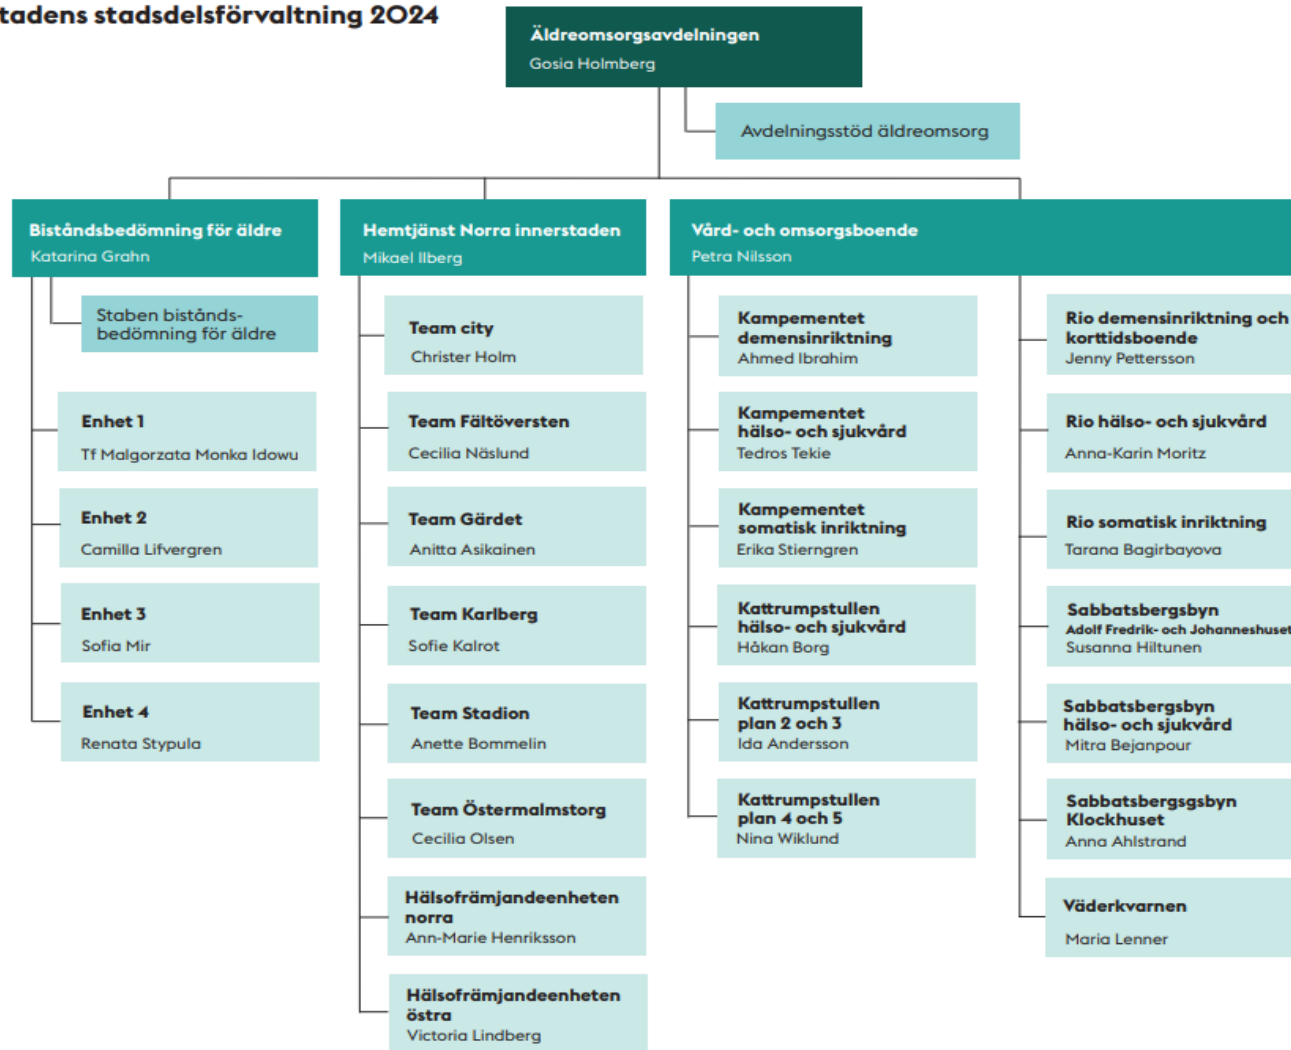 tadens stadsdelsförvaltning 2024
Äldreomsorgsavdelningen
Gosia Holmberg
Avdelningsstöd äldreomsorg
Biståndsbedömning för äldre
Katarina Grahn
Staben bistånds-
bedömning för äldre
Enhet 1
Tf Malgorzata Monka Idowu
Enhet 2
Camilla Lifvergren
Enhet 3
Sofia Mir
Enhet 4
Renata Stypula
Hemtjänst Norra innerstaden
Mikael Ilberg
Team city
Christer Holm
Team Fältöversten
Cecilia Näslund
Team Gärdet
Anitta Asikainen
Team Karlberg
Sofie Kalrot
Team Stadion
Anette Bommelin
Team Östermalmstorg
Cecilia Olsen
Hälsofrämjandeenheten
norra
Ann-Marie Henriksson
Hälsofrämjandeenheten
östra
Victoria Lindberg
Vård- och omsorgsboende
Petra Nilsson
Kampementet
demensinriktning
Ahmed Ibrahim
Kampementet
hälso- och sjukvård
Tedros Tekie
Kampementet
somatisk inriktning
Erika Stierngren
Kattrumpstullen
hälso- och sjukvård
Håkan Borg
Kattrumpstullen
plan 2 och 3
Ida Andersson
Kattrumpstullen
plan 4 och 5
Nina Wiklund
Rio demensinriktning och
korttidsboende
Jenny Pettersson
Rio hälso- och sjukvård
Anna-Karin Moritz
Rio somatisk inriktning
Tarana Bagirbayova
Sabbatsbergsbyn
Adolf Fredrik- och Johanneshuset
Susanna Hiltunen
Sabbatsbergsbyn
hälso- och sjukvård
Mitra Bejanpour
Sabbatsbergsgsbyn
Klockhuset
Anna Ahlstrand
Väderkvarnen
Maria Lenner